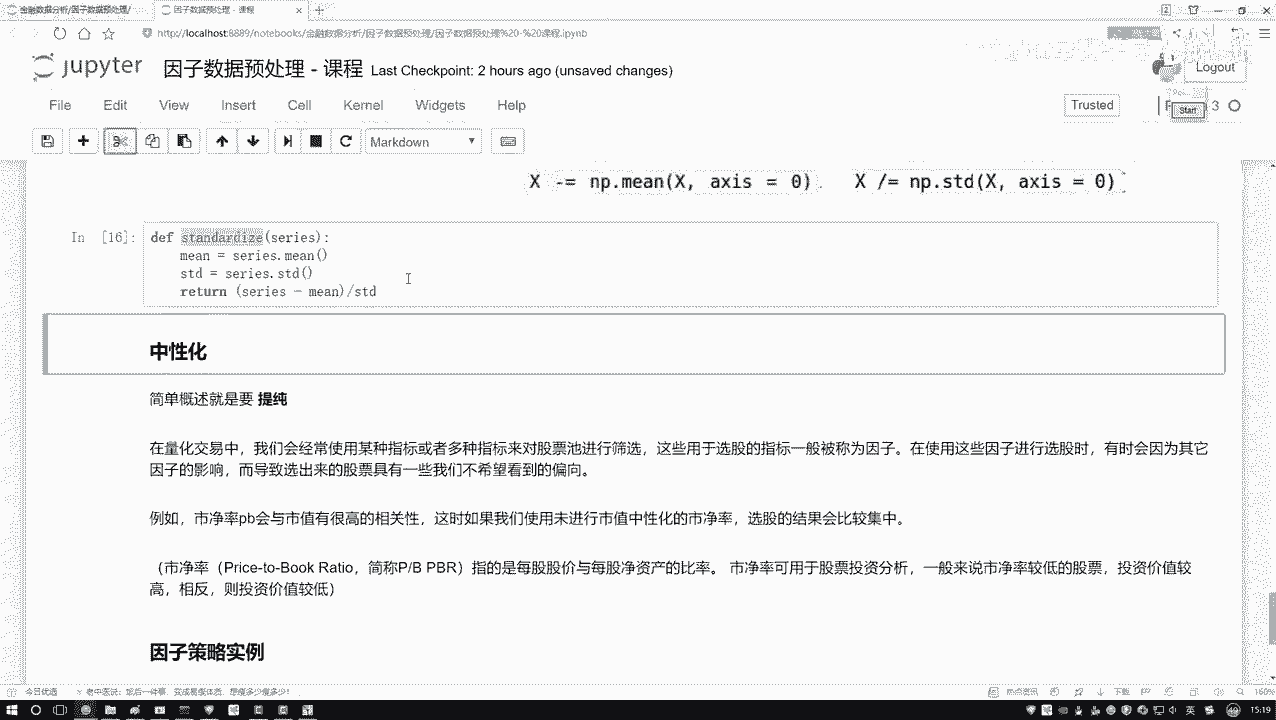 金融数据分析/因子数据预处理/
因子数据预处理 - 课程
http://localhost:8889/notebooks/金融数据分析/因子数据预处理/因子数据预处理%20-%20课程.ipynb
jupyter 因子数据预处理 - 课程 Last Checkpoint: 2 hours ago (unsaved changes)
Logout
File Edit View Insert Cell Kernel Widgets Help
Trusted
3
Start
Markdown
X -= np.mean(X, axis = 0) X /= np.std(X, axis = 0)
In [16]: def standardize(series):
mean = series.mean()
std = series.std()
return (series - mean)/std
中性化
简单概述就是要 提纯
在量化交易中，我们会经常使用某种指标或者多种指标来对股票池进行筛选，这些用于选股的指标一般被称为因子。在使用这些因子进行选股时，有时会因为其它
因子的影响，而导致选出来的股票具有一些我们不希望看到的偏向。
例如，市净率pb会与市值有很高的相关性，这时如果我们使用未进行市值中性化的市净率，选股的结果会比较集中。
（市净率（Price-to-Book Ratio，简称P/B PBR）指的是每股股价与每股净资产的比率。 市净率可用于股票投资分析，一般来说市净率较低的股票，投资价值较
高，相反，则投资价值较低）
因子策略实例
今日优选
热点资讯
下载
160%
英
15:19